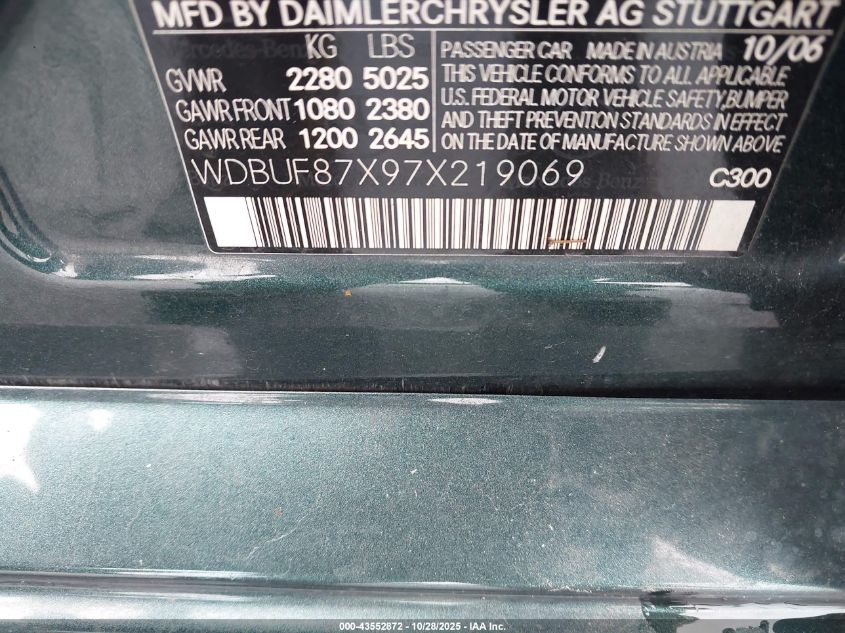 MFD BY DAIMLERCHRYSLER AG STUTTGART
KG LBS
GVWR 2280 5025
GAWR FRONT 1080 2380
GAWR REAR 1200 2645
PASSENGER CAR MADE IN AUSTRIA 10/06
THIS VEHICLE CONFORMS TO ALL APPLICABLE
U.S. FEDERAL MOTOR VEHICLE SAFETY, BUMPER
AND THEFT PREVENTION STANDARDS IN EFFECT
ON THE DATE OF MANUFACTURE SHOWN ABOVE
WDBUF87X97X219069 C300
000-43552872 - 10/28/2025 - IAA Inc.